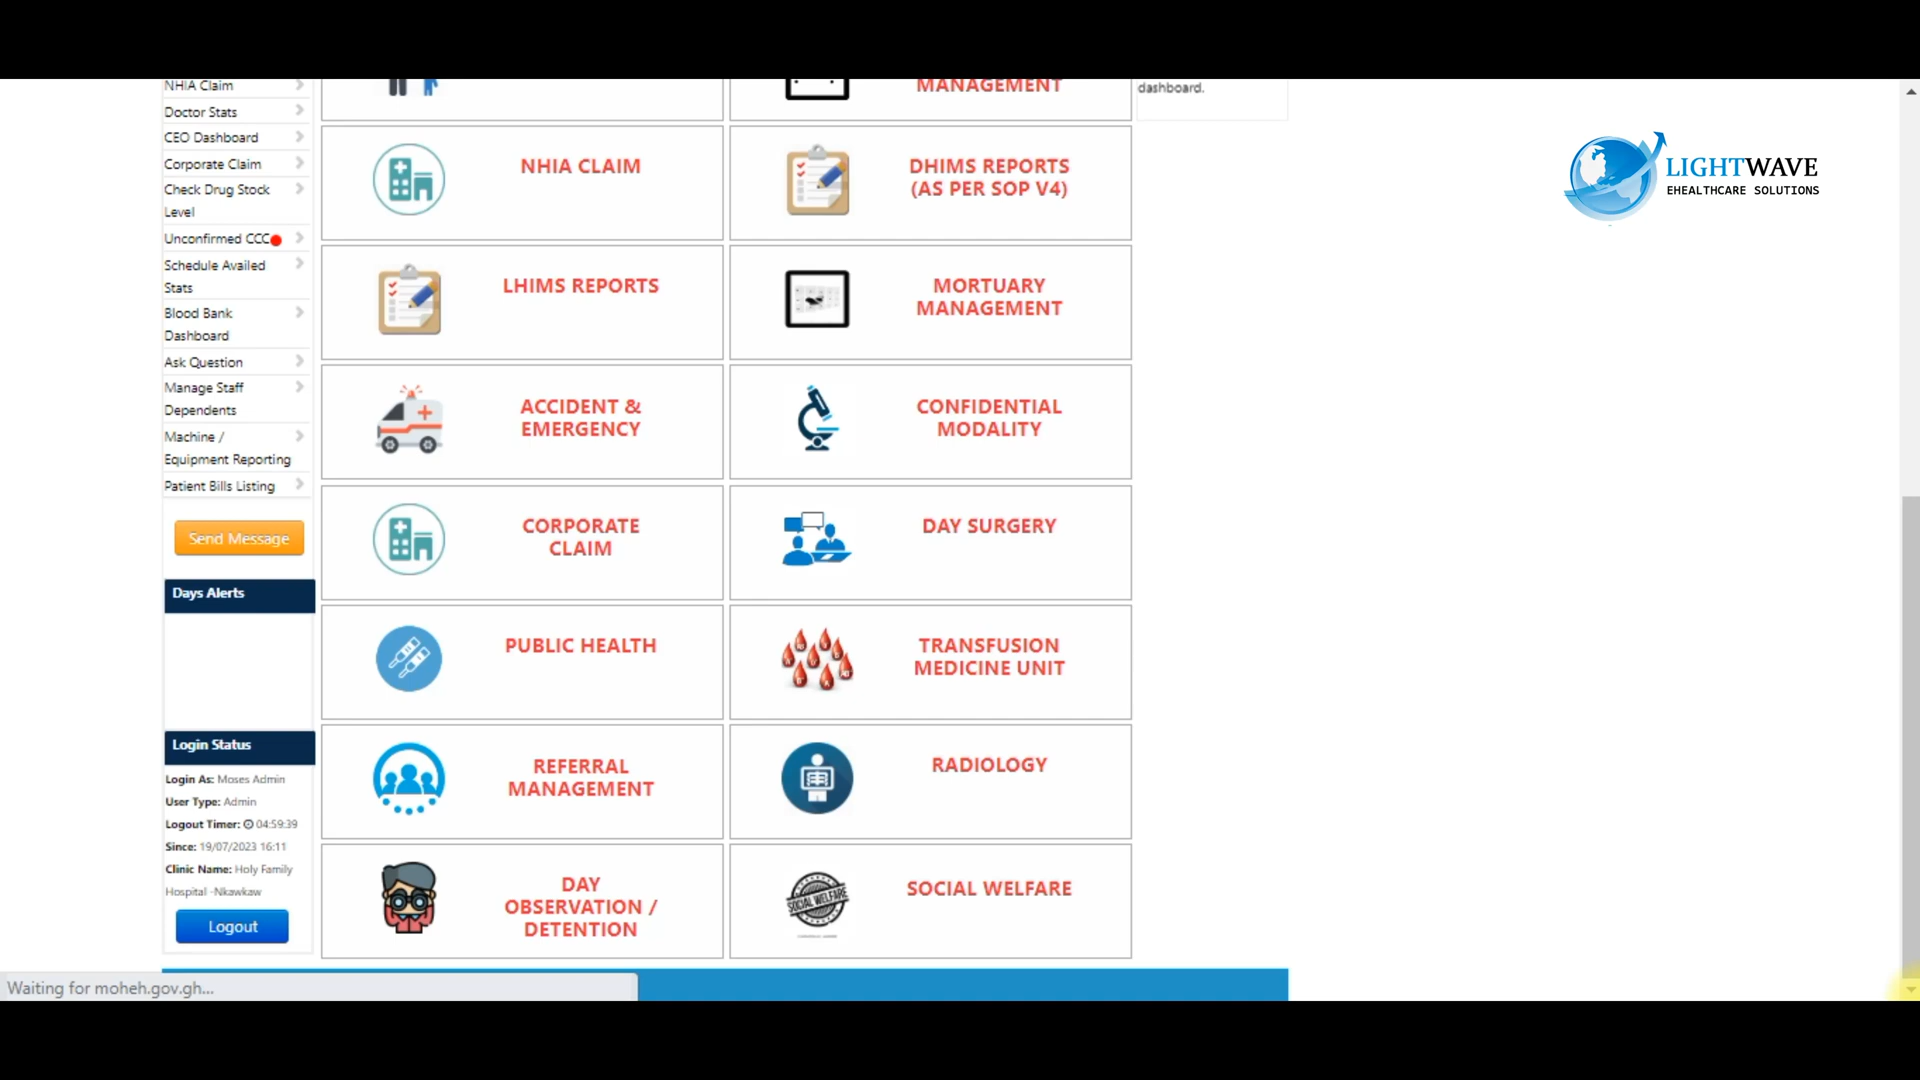 NHIA Claim
Doctor Stats
CEO Dashboard
Corporate Claim
Check Drug Stock
Level
Unconfirmed CCC
Schedule Availed
Stats
Blood Bank
Dashboard
Ask Question
Manage Staff
Dependents
Machine /
Equipment Reporting
Patient Bills Listing
Send Message
Days Alerts
Login Status
Login As: Moses Admin
User Type: Admin
Logout Timer: 04:59:39
Since: 19/07/2023 16:11
Clinic Name: Holy Family
Hospital -Nkawkaw
Logout
MANAGEMENT
NHIA CLAIM
DHIMS REPORTS
(AS PER SOP V4)
LHIMS REPORTS
MORTUARY
MANAGEMENT
ACCIDENT &
EMERGENCY
CONFIDENTIAL
MODALITY
CORPORATE
CLAIM
DAY SURGERY
PUBLIC HEALTH
TRANSFUSION
MEDICINE UNIT
REFERRAL
MANAGEMENT
RADIOLOGY
DAY
OBSERVATION /
DETENTION
SOCIAL WELFARE
SOCIAL WELFARE
dashboard.
LIGHTWAVE
EHEALTHCARE SOLUTIONS
Waiting for moheh.gov.gh...